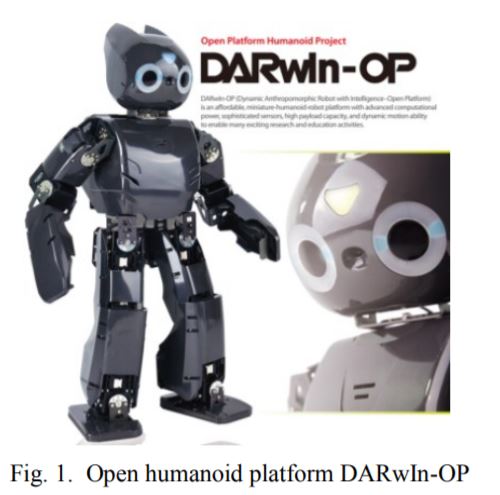 Open Platform Humanoid Project
DARwIn-OP
DARwIn-OP (Dynamic Anthropomorphic Robot with Intelligence-Open Platform)
is an affordable, miniature-humanoid-robot platform with advanced computational
power, sophisticated sensors, high payload capacity, and dynamic motion ability
to enable many exciting research and education activities.
Fig. 1. Open humanoid platform DARwIn-OP